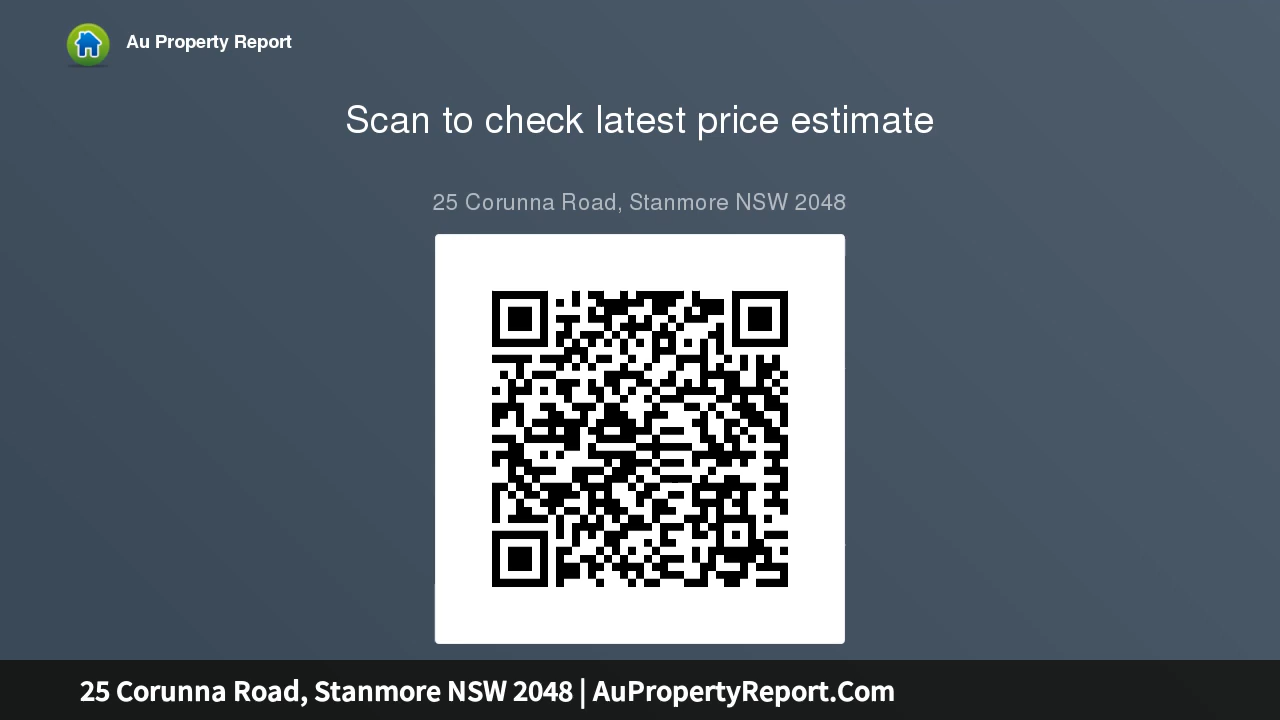 Au Property Report
Scan to check latest price estimate
25 Corunna Road, Stanmore NSW 2048
25 Corunna Road, Stanmore NSW 2048 | AuPropertyReport.Com